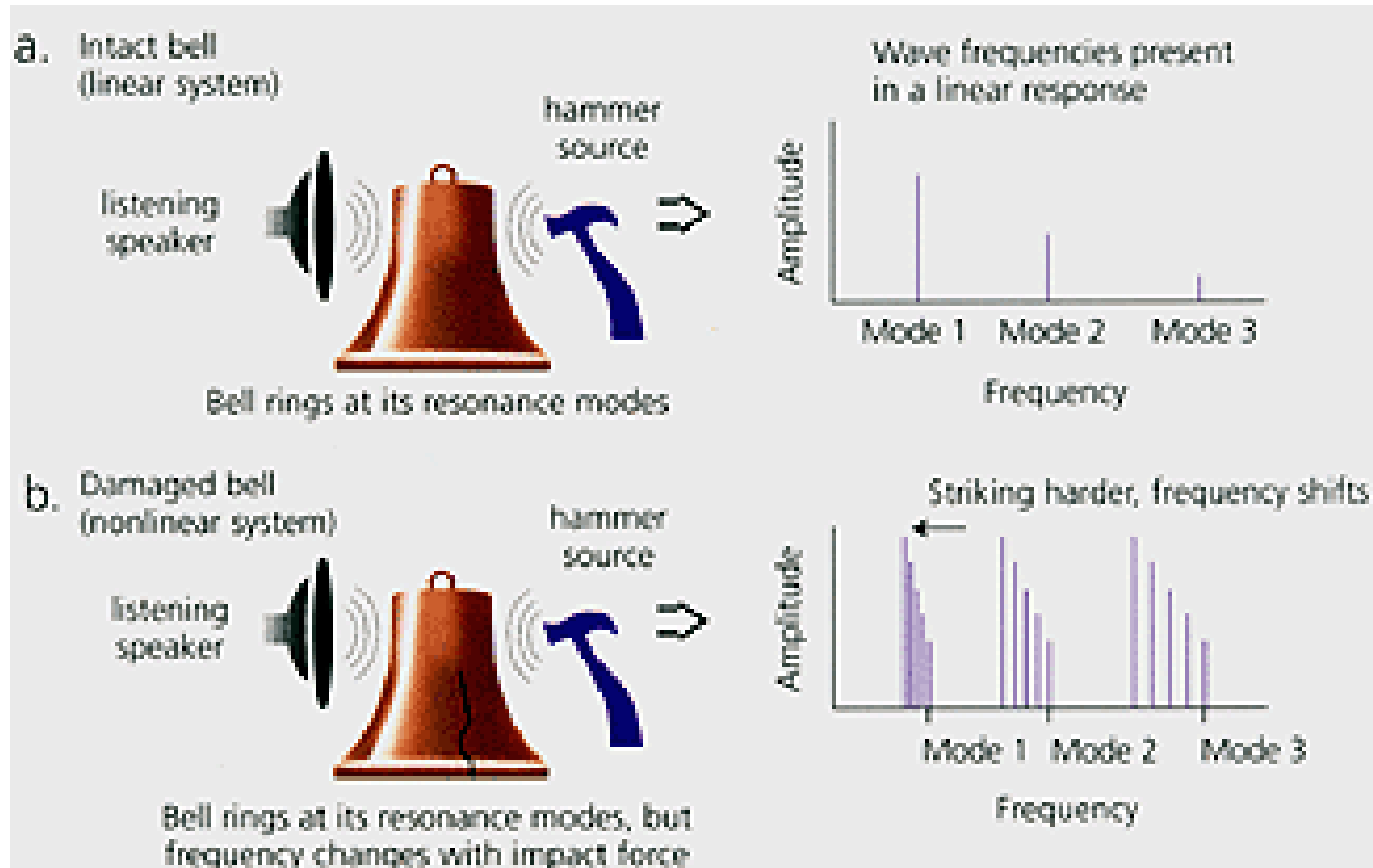 a. Intact bell
(linear system)
listening
speaker
hammer
source
Bell rings at its resonance modes
Wave frequencies present
in a linear response
Amplitude
Mode 1 Mode 2 Mode 3
Frequency
b. Damaged bell
(nonlinear system)
listening
speaker
hammer
source
Bell rings at its resonance modes, but
frequency changes with impact force
Striking harder, frequency shifts
Amplitude
Mode 1 Mode 2 Mode 3
Frequency